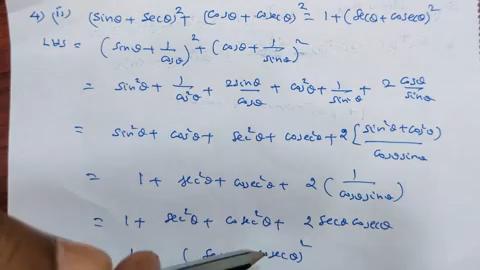 4) (ii) (sinθ + secθ)² + (cosθ + cosecθ)² = 1 + (secθ + cosecθ)²
LHS = (sinθ + 1/cosθ)² + (cosθ + 1/sinθ)²
= sin²θ + 1/cos²θ + 2sinθ/cosθ + cos²θ + 1/sin²θ + 2 cosθ/sinθ
= sin²θ + cos²θ + sec²θ + cosec²θ + 2[sin²θ + cos²θ/cosθsinθ]
= 1 + sec²θ + cosec²θ + 2(1/cosθsinθ)
= 1 + sec²θ + cosec²θ + 2secθcosecθ
cosecθ)²